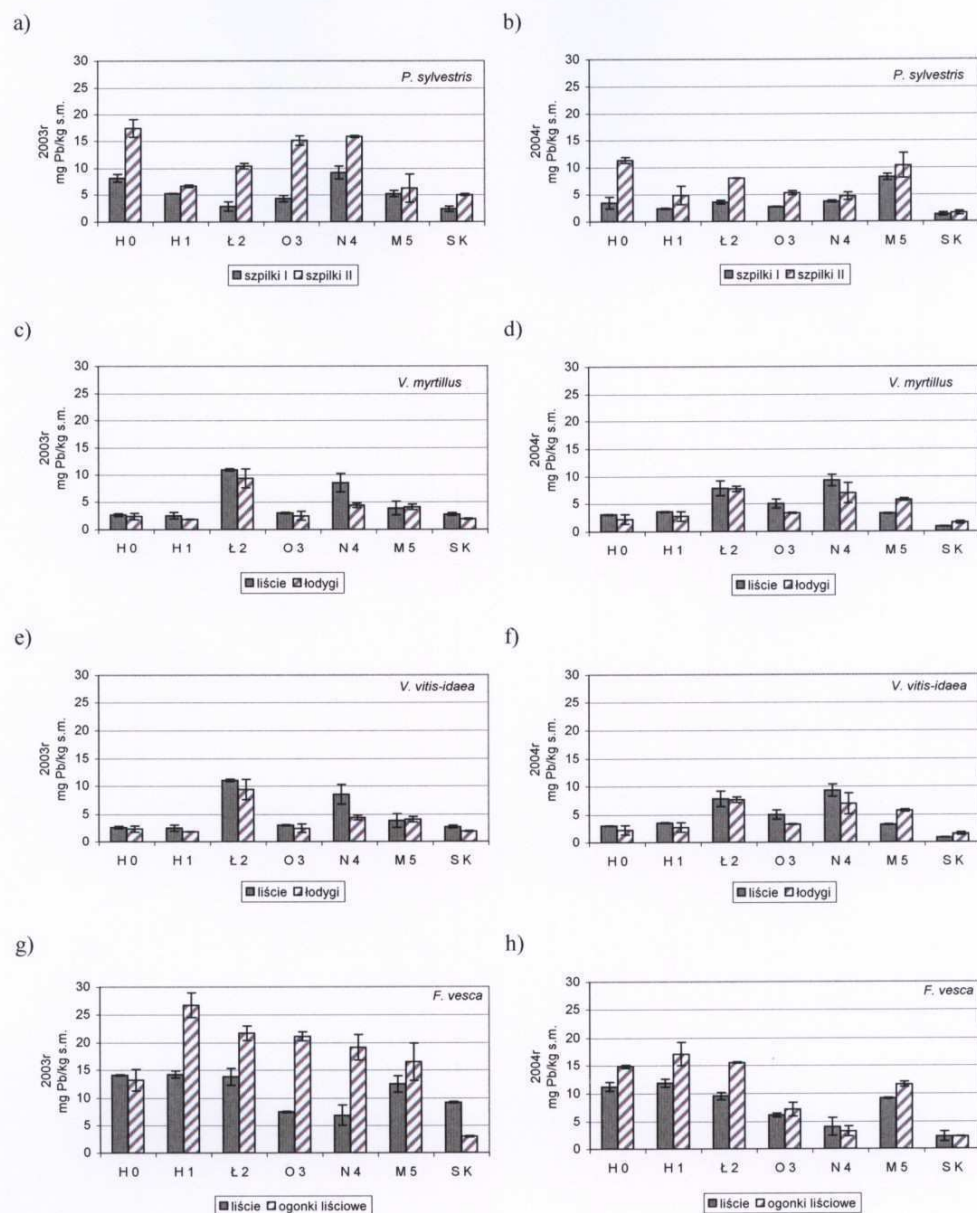 a)
2003r
mg Pb/kg s.m.
30
25
20
15
10
5
0
P. sylvestris
H 0 H 1 Ł 2 O 3 N 4 M 5 S K
szpilki I szpilki II
b)
2004r
mg Pb/kg s.m.
30
25
20
15
10
5
0
P. sylvestris
H 0 H 1 Ł 2 O 3 N 4 M 5 S K
szpilki I szpilki II
c)
2003r
mg Pb/kg s.m.
30
25
20
15
10
5
0
V. myrtillus
H 0 H 1 Ł 2 O 3 N 4 M 5 S K
liście łodygi
d)
2004r
mg Pb/kg s.m.
30
25
20
15
10
5
0
V. myrtillus
H 0 H 1 Ł 2 O 3 N 4 M 5 S K
liście łodygi
e)
2003r
mg Pb/kg s.m.
30
25
20
15
10
5
0
V. vitis-idaea
H 0 H 1 Ł 2 O 3 N 4 M 5 S K
liście łodygi
f)
2004r
mg Pb/kg s.m.
30
25
20
15
10
5
0
V. vitis-idaea
H 0 H 1 Ł 2 O 3 N 4 M 5 S K
liście łodygi
g)
2003r
mg Pb/kg s.m.
30
25
20
15
10
5
0
F. vesca
H 0 H 1 Ł 2 O 3 N 4 M 5 S K
liście ogonki liściowe
h)
2004r
mg Pb/kg s.m.
30
25
20
15
10
5
0
F. vesca
H 0 H 1 Ł 2 O 3 N 4 M 5 S K
liście ogonki liściowe